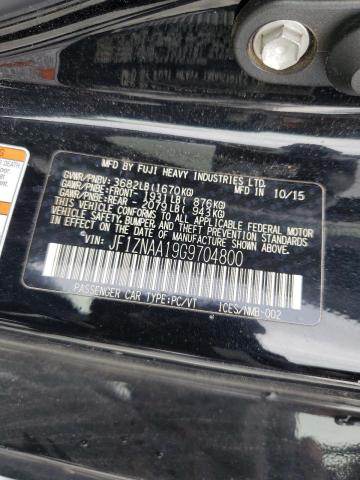 MFD BY FUJI HEAVY INDUSTRIES LTD. MADE IN 10/15
GVWR/PNBV: 3682LB(1670KG)
GAWR/PNBE:FRONT- 1931LB( 876KG)
GAWR/PNBE:REAR - 2079LB( 943KG)
THIS VEHICLE CONFORMS TO ALL APPLICABLE FEDERAL MOTOR
VEHICLE SAFETY, BUMPER, AND THEFT PREVENTION STANDARDS
IN EFFECT ON THE DATE OF MANUFACTURE SHOWN ABOVE.
VIN: JF1ZNAA19G9704800
PASSENGER CAR TYPE:PC/VT ICES/NMB-002
DEATH